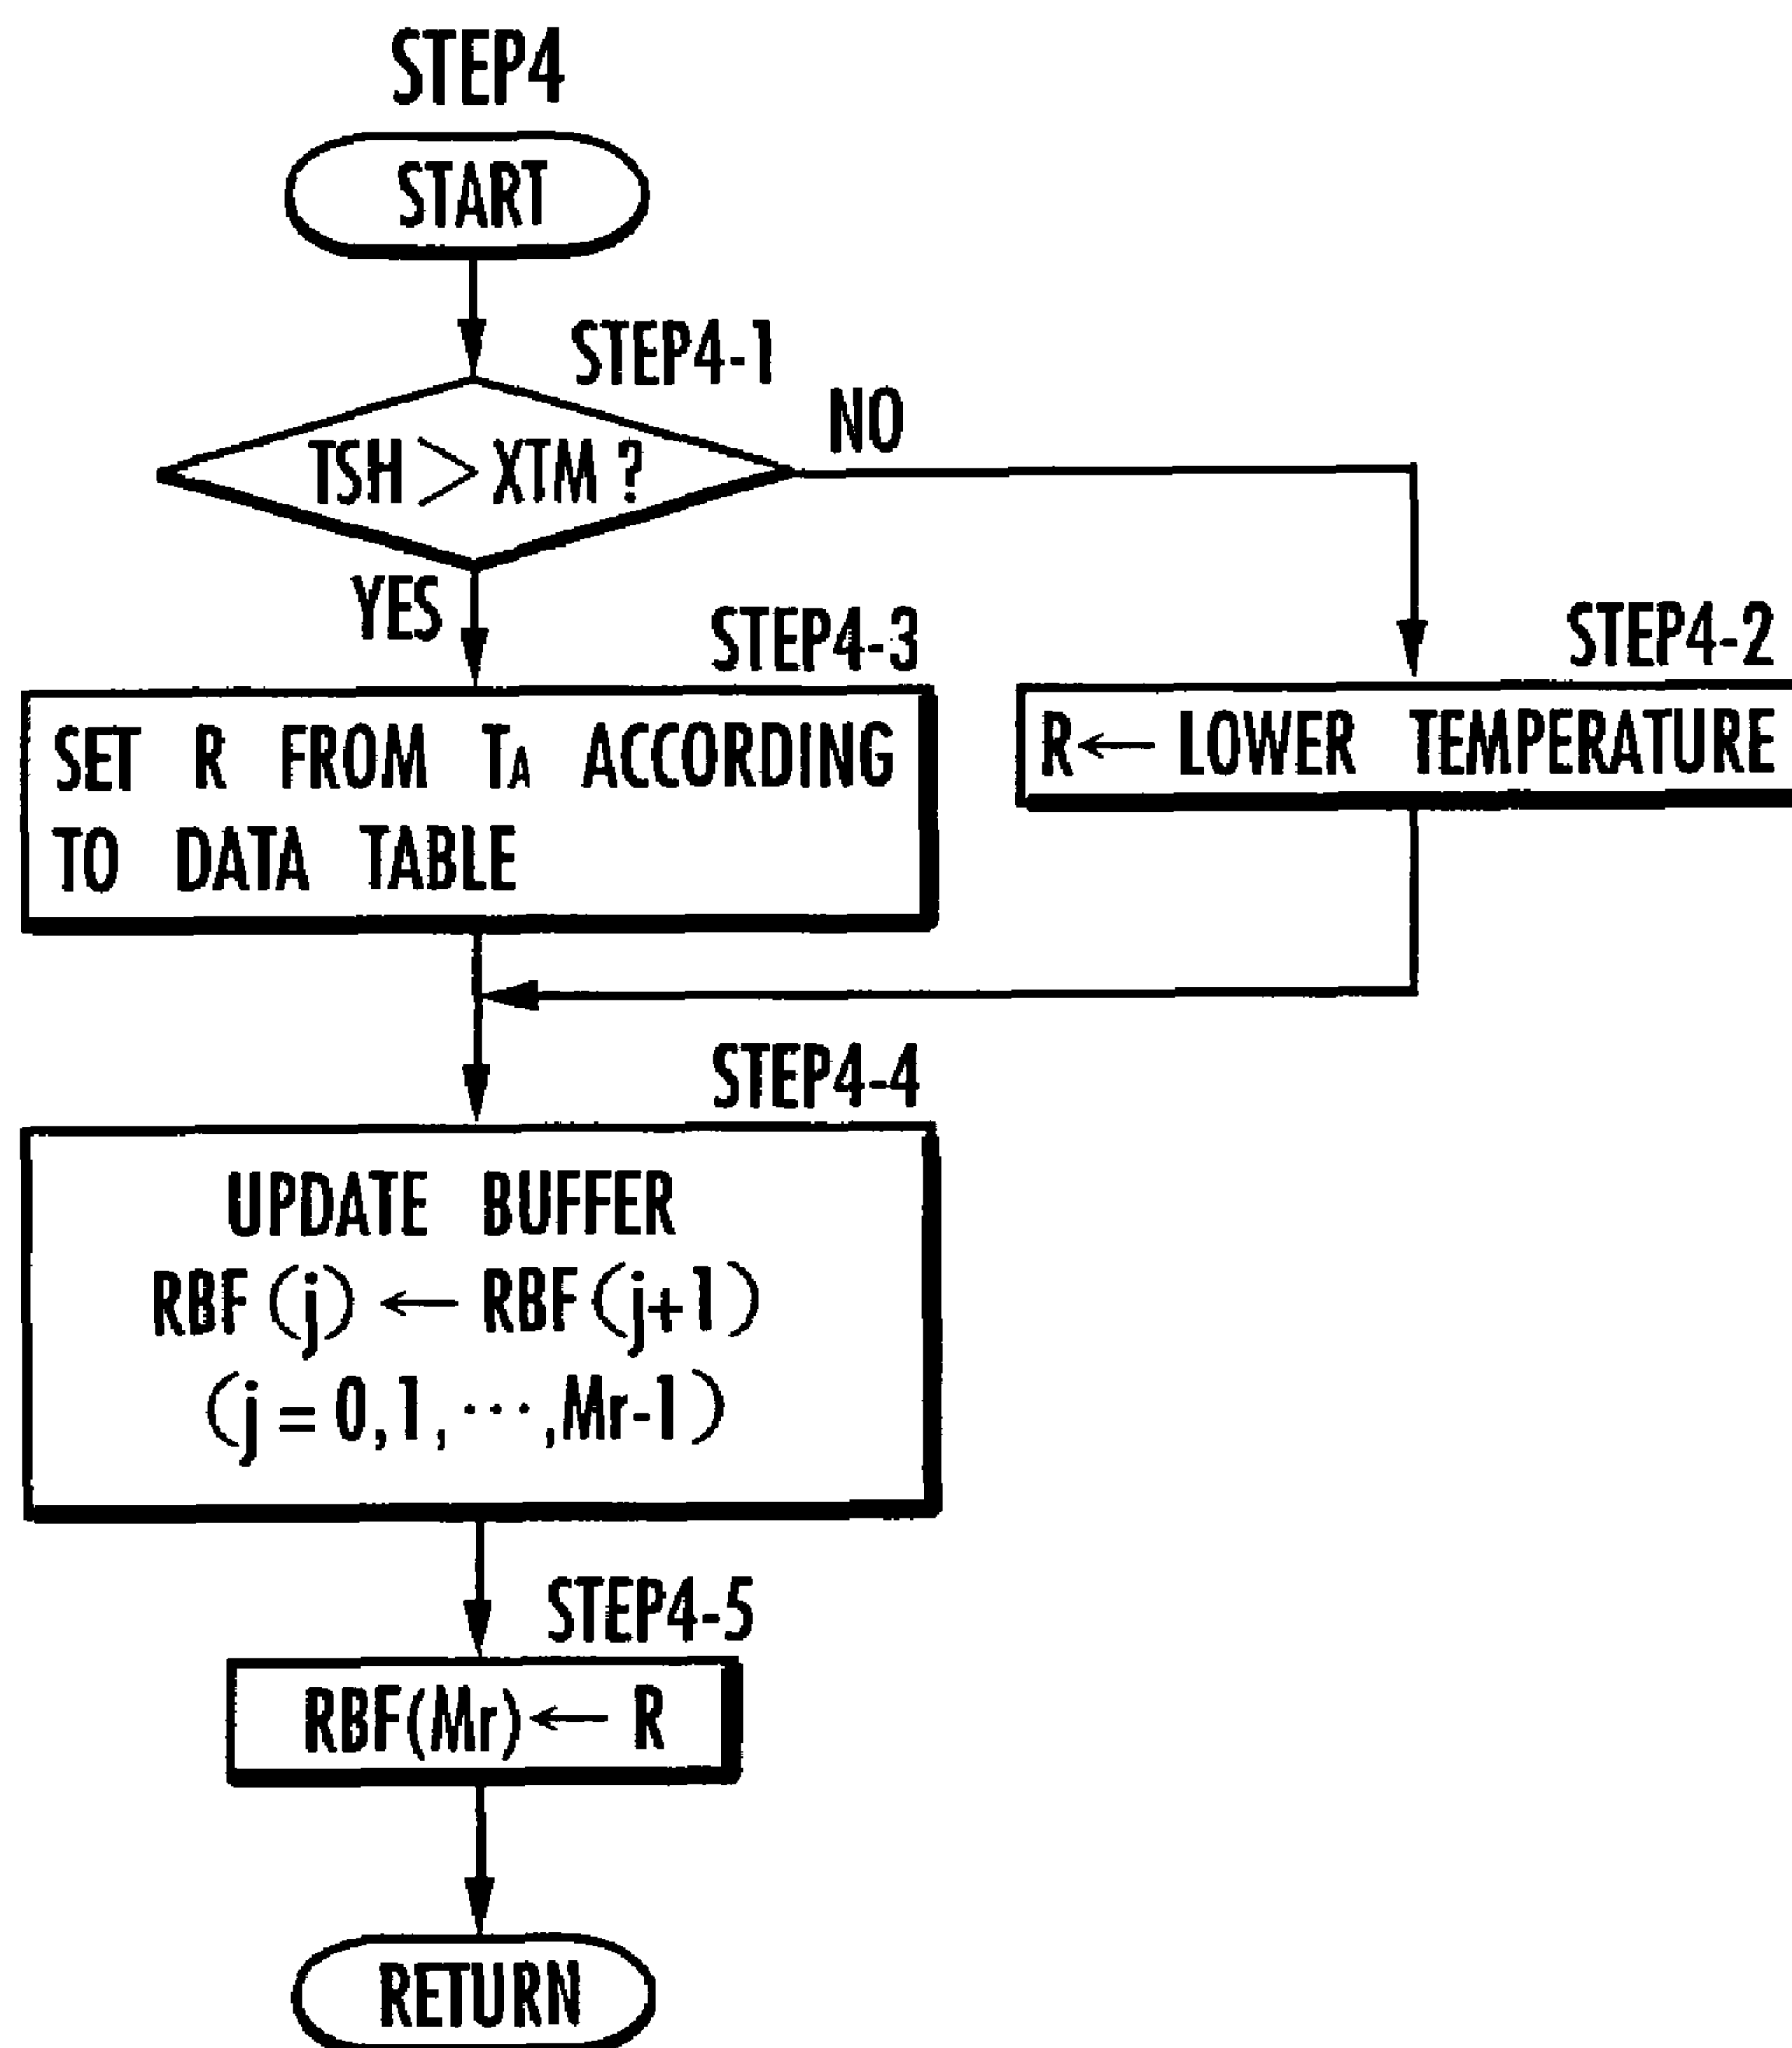 STEP4
START
STEP4-1
TSH > XTM ?
NO
YES
STEP4-3
SET R FROM TA ACCORDING
TO DATA TABLE
STEP4-2
R ← LOWER TEMPERATURE
STEP4-4
UPDATE BUFFER
RBF (j) ← RBF (j+1)
(j = 0,1, ⋯ ,Mr-1)
STEP4-5
RBF(Mr) ← R
RETURN